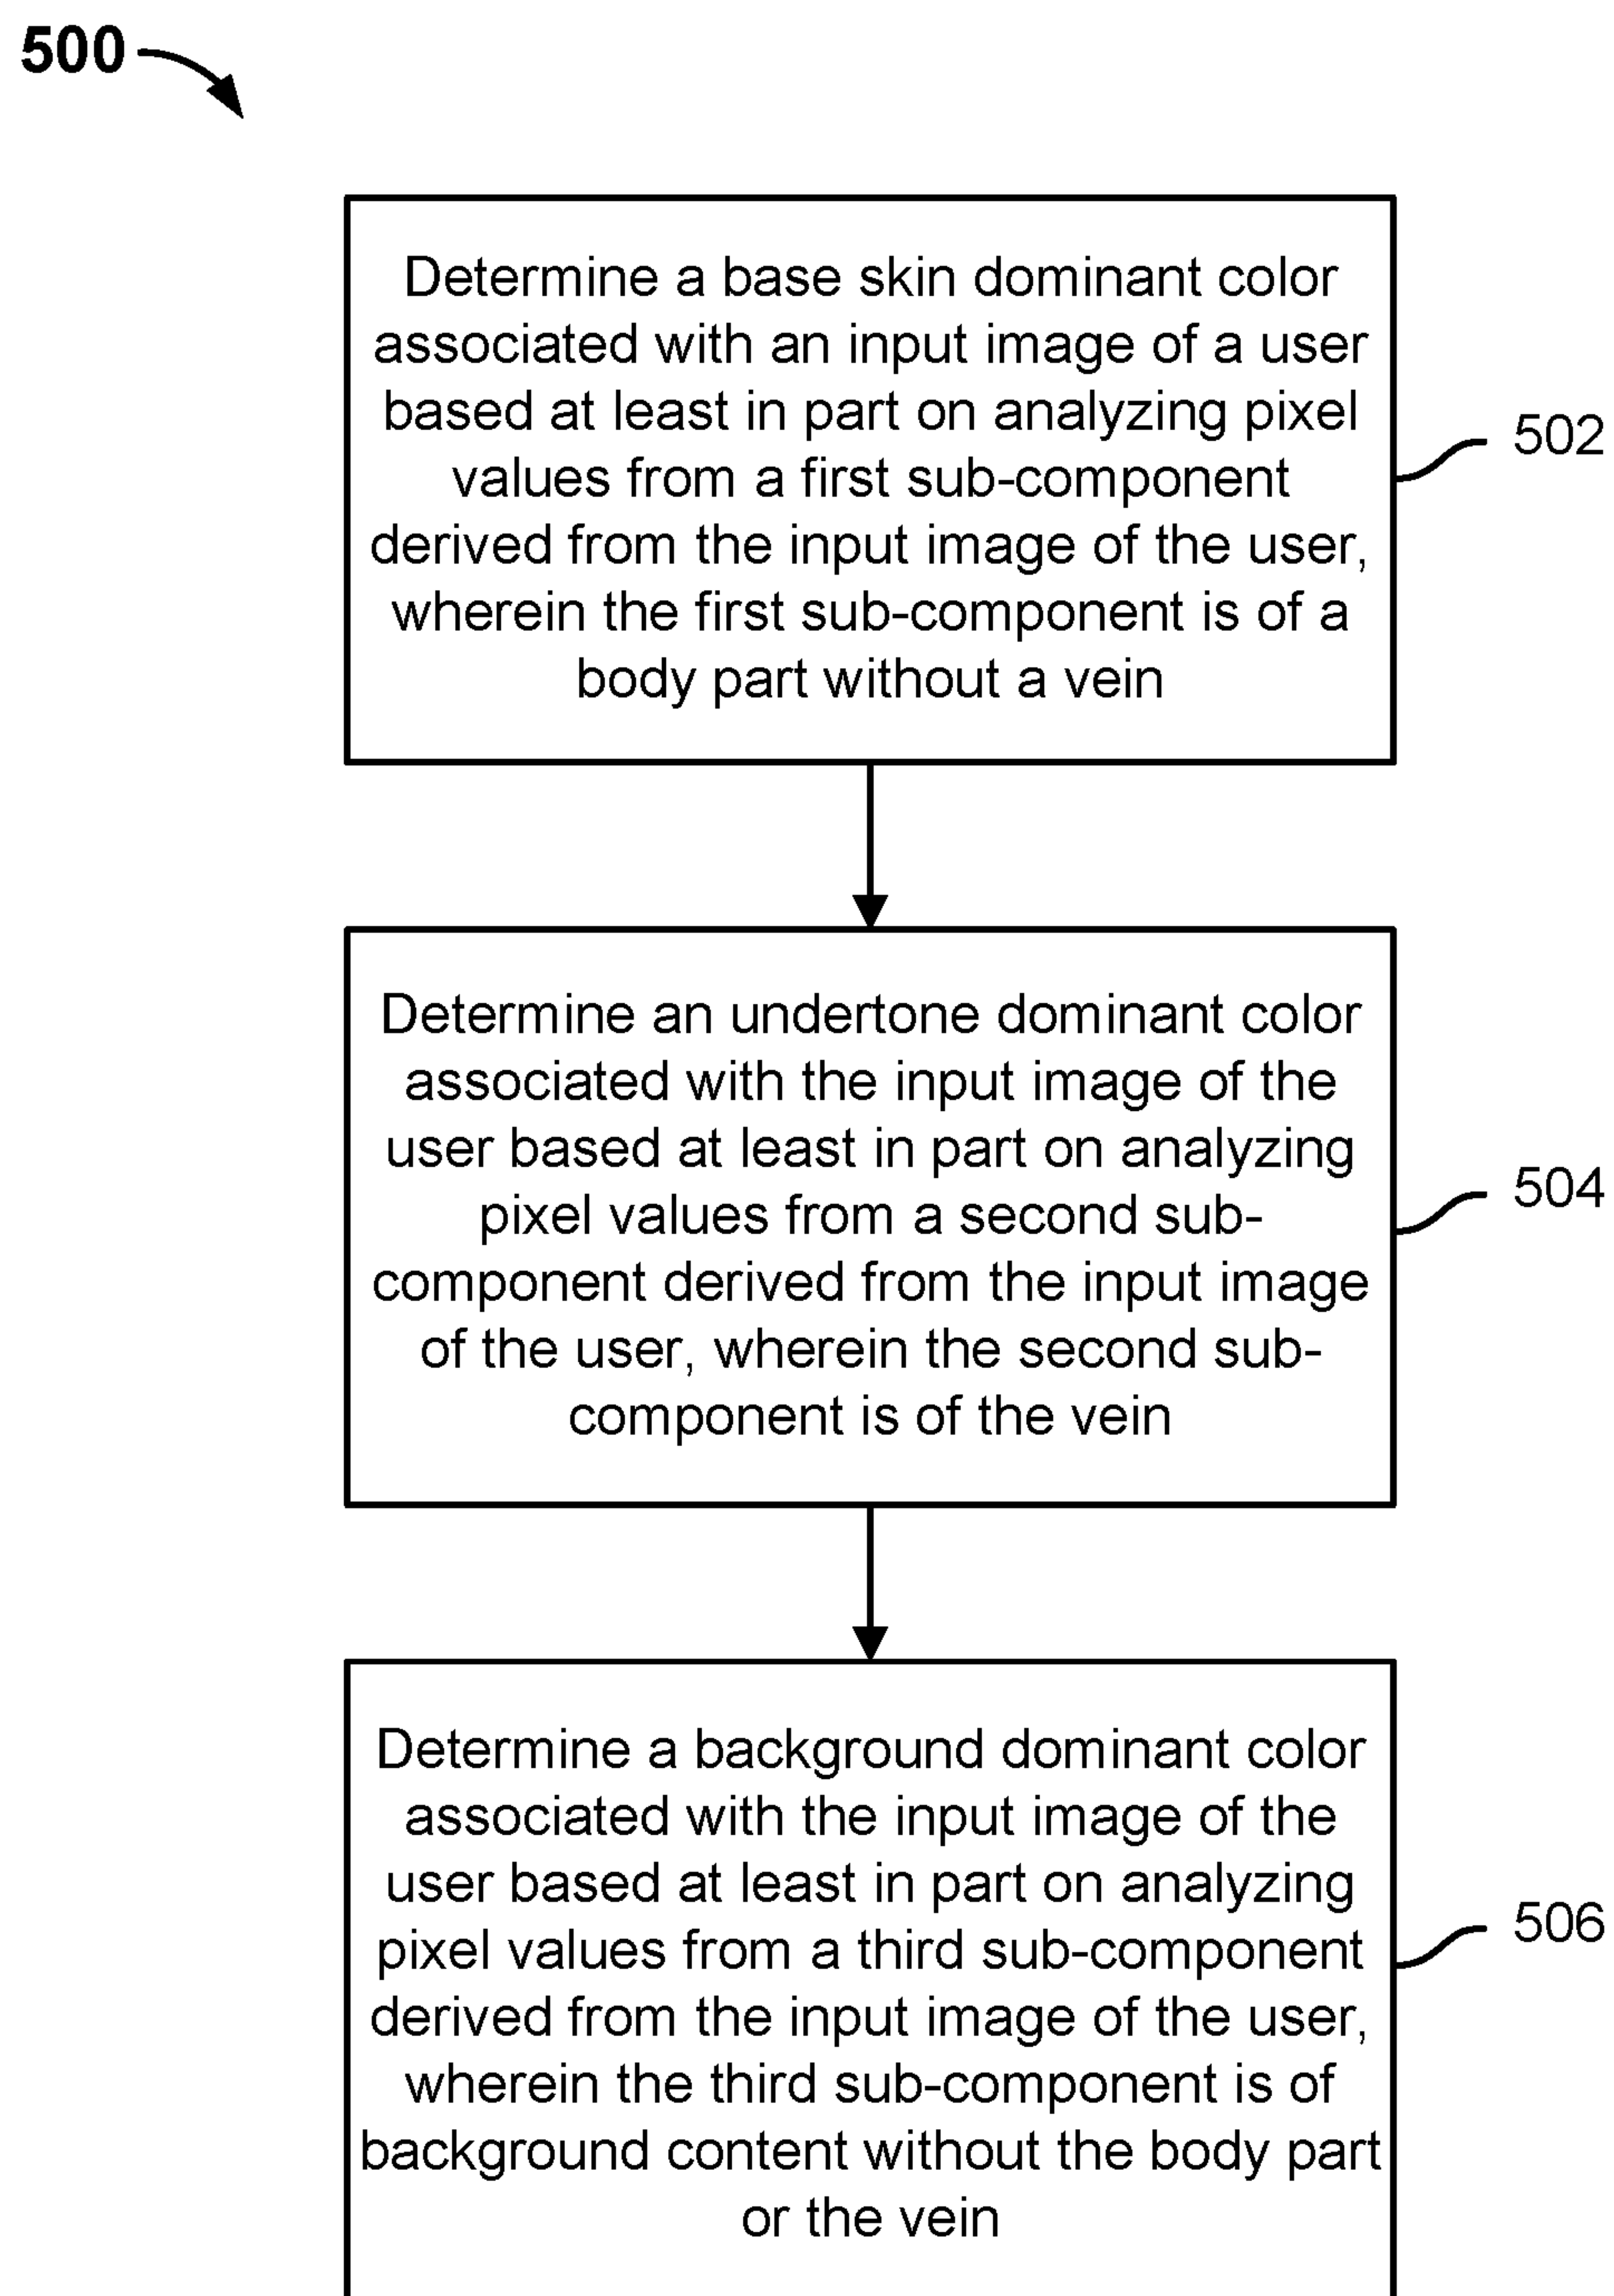 500
Determine a base skin dominant color
associated with an input image of a user
based at least in part on analyzing pixel
values from a first sub-component
derived from the input image of the user,
wherein the first sub-component is of a
body part without a vein
502
Determine an undertone dominant color
associated with the input image of the
user based at least in part on analyzing
pixel values from a second sub-
component derived from the input image
of the user, wherein the second sub-
component is of the vein
504
Determine a background dominant color
associated with the input image of the
user based at least in part on analyzing
pixel values from a third sub-component
derived from the input image of the user,
wherein the third sub-component is of
background content without the body part
or the vein
506